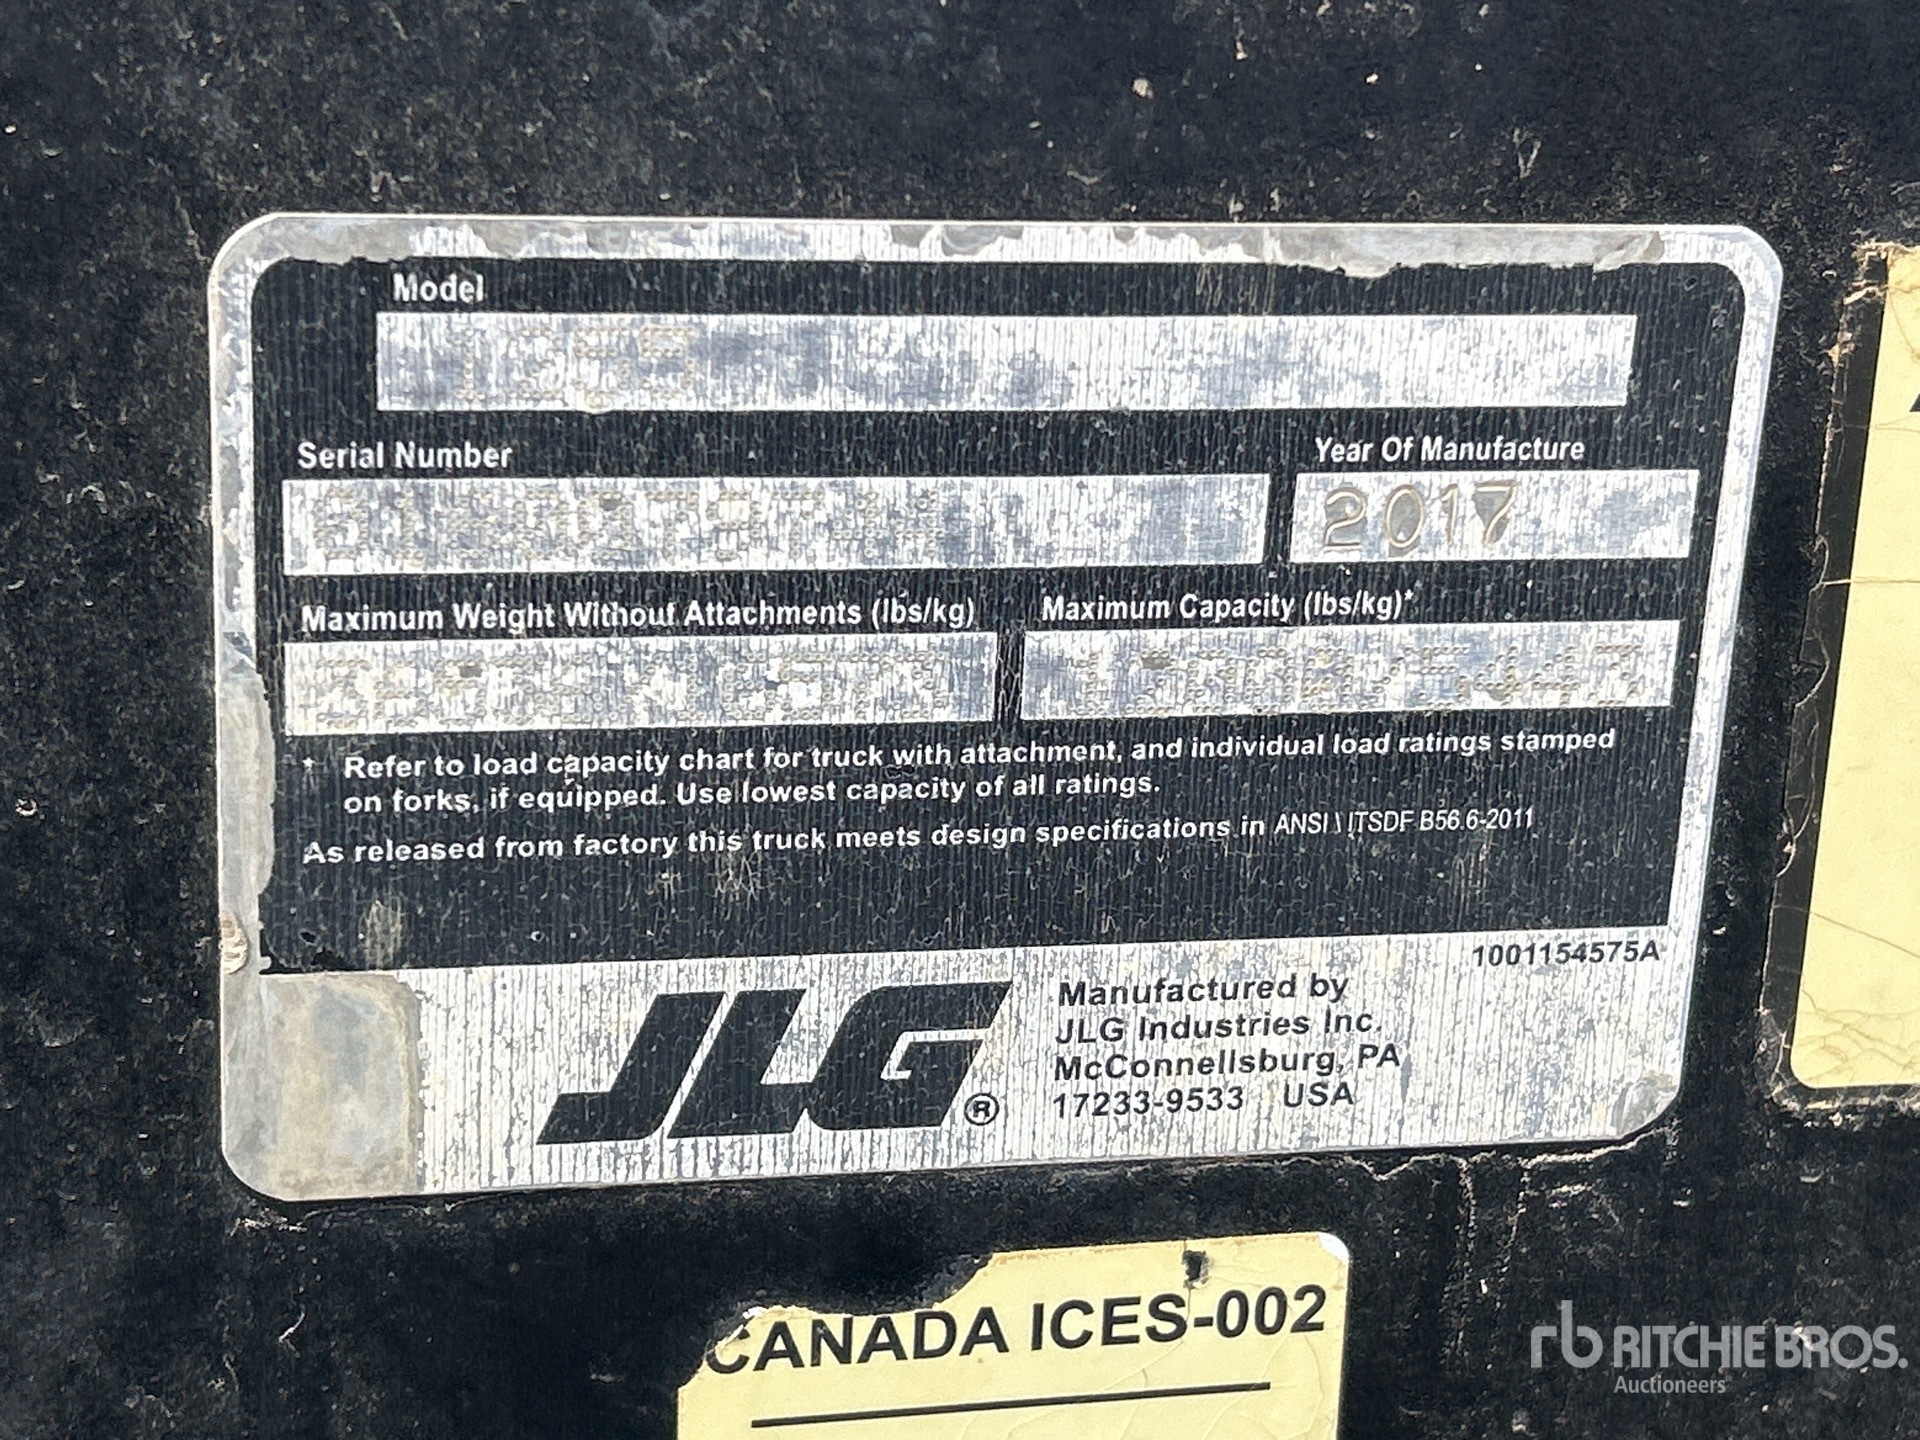 Model
1255
Serial Number
Year Of Manufacture
2017
Maximum Weight Without Attachments (lbs/kg)
Maximum Capacity (lbs/kg)*
* Refer to load capacity chart for truck with attachment, and individual load ratings stamped
on forks, if equipped. Use lowest capacity of all ratings.
As released from factory this truck meets design specifications in ANSI \ ITSDF B56.6-2011
1001154575A
JLG®
Manufactured by
JLG Industries Inc.
McConnellsburg, PA
17233-9533 USA
CANADA ICES-002
rb RITCHIE BROS.
Auctioneers